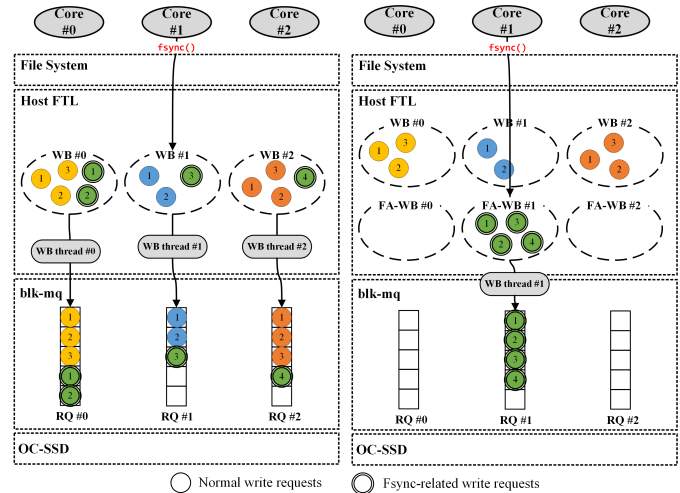 Core #0 Core #1 Core #2
fsync()
File System
Host FTL
WB #0 WB #1 WB #2
1 3 1 2 2
1 3 2
3 4 1 2
WB thread #0 WB thread #1 WB thread #2
blk-mq
1 1 1
2 2 2
3 3 3
1 4
2
RQ #0 RQ #1 RQ #2
OC-SSD
Core #0 Core #1 Core #2
fsync()
File System
Host FTL
WB #0 WB #1 WB #2
1 3 2
1 2
3 1 2
FA-WB #0 FA-WB #1 FA-WB #2
1 3 2 4
WB thread #1
blk-mq
1
2
3
4
RQ #0 RQ #1 RQ #2
OC-SSD
Normal write requests Fsync-related write requests